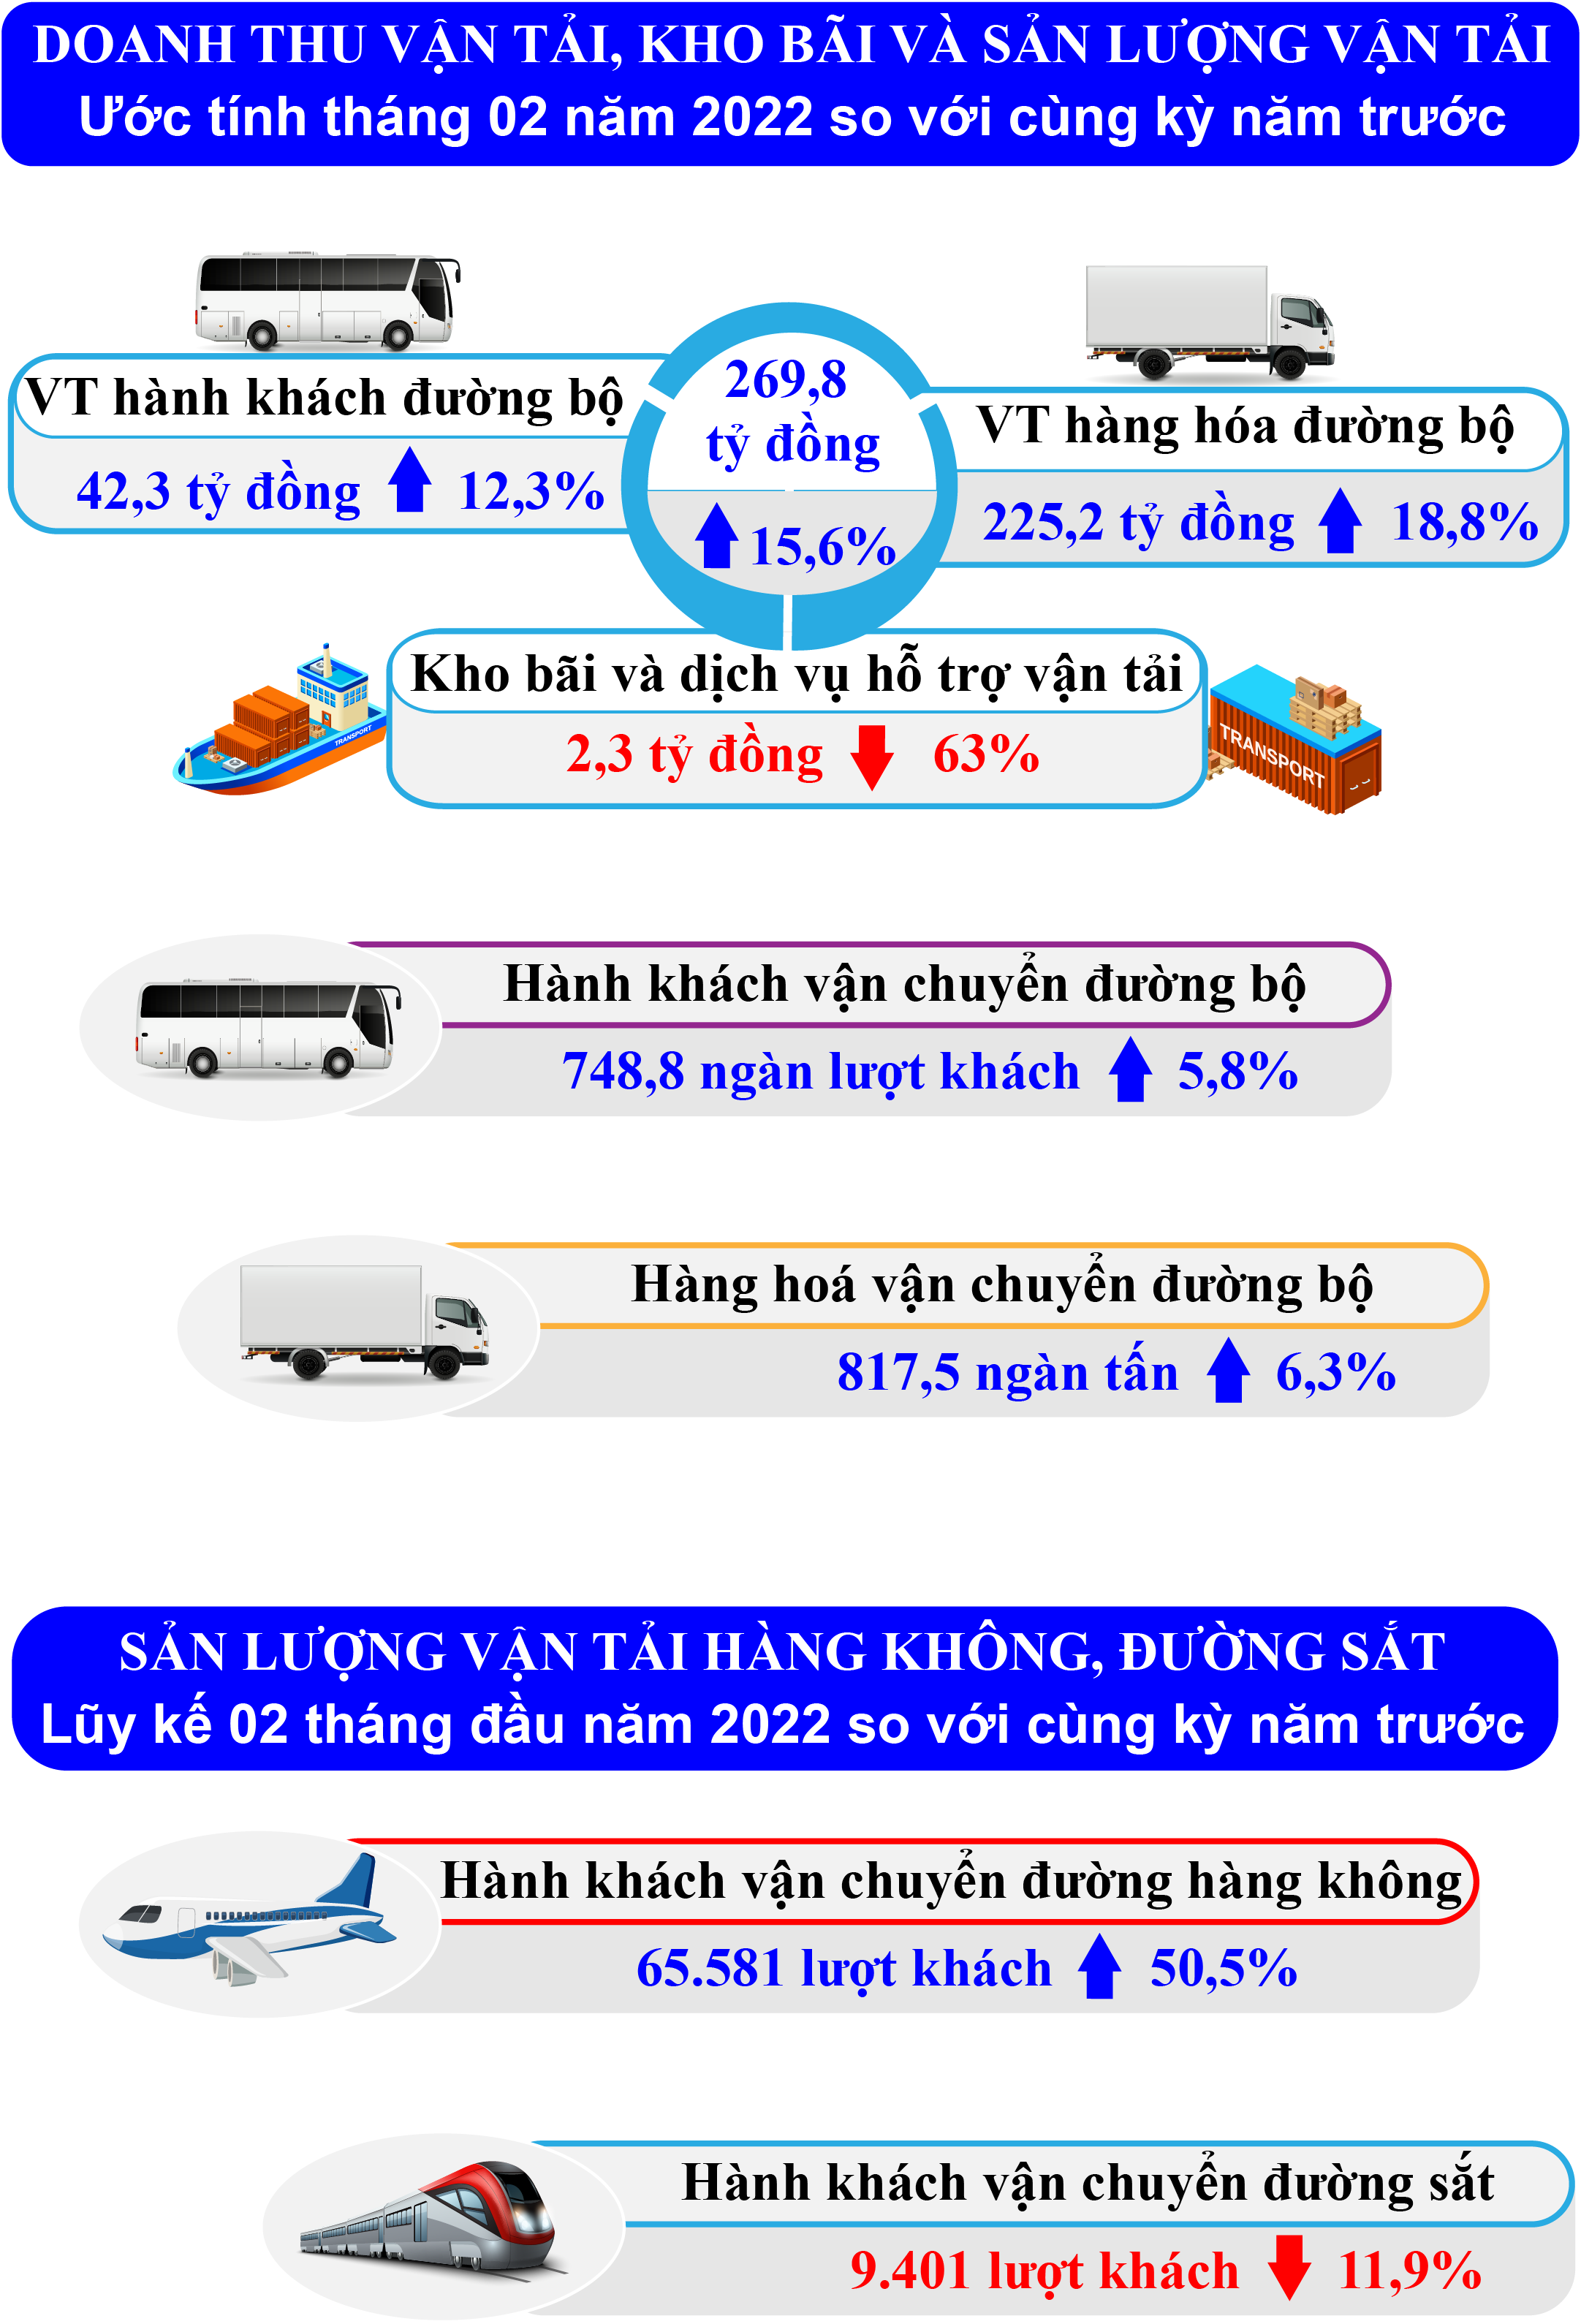 DOANH THU VẬN TẢI, KHO BÃI VÀ SẢN LƯỢNG VẬN TẢI
Ước tính tháng 02 năm 2022 so với cùng kỳ năm trước
VT hành khách đường bộ
42,3 tỷ đồng 12,3%
269,8
tỷ đồng
15,6%
VT hàng hóa đường bộ
225,2 tỷ đồng 18,8%
Kho bãi và dịch vụ hỗ trợ vận tải
2,3 tỷ đồng 63%
TRANSPORT
TRANSPORT
Hành khách vận chuyển đường bộ
748,8 ngàn lượt khách 5,8%
Hàng hoá vận chuyển đường bộ
817,5 ngàn tấn 6,3%
SẢN LƯỢNG VẬN TẢI HÀNG KHÔNG, ĐƯỜNG SẮT
Lũy kế 02 tháng đầu năm 2022 so với cùng kỳ năm trước
Hành khách vận chuyển đường hàng không
65.581 lượt khách 50,5%
Hành khách vận chuyển đường sắt
9.401 lượt khách 11,9%